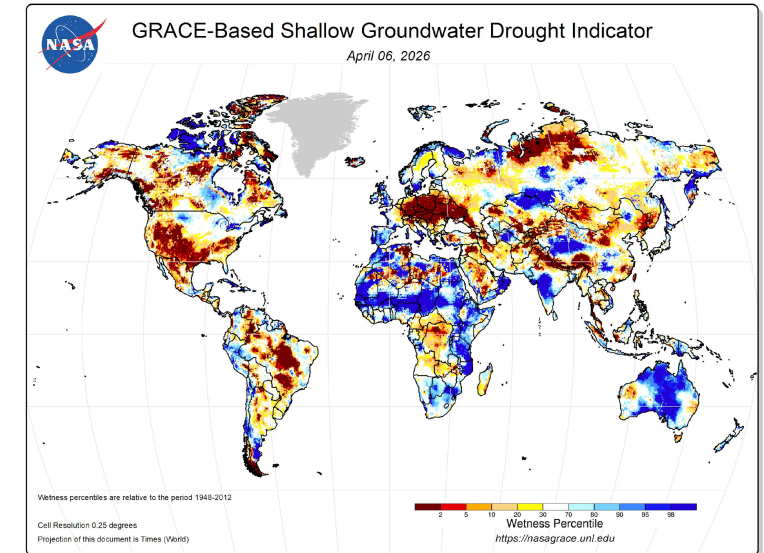 NASA
GRACE-Based Shallow Groundwater Drought Indicator
April 06, 2026
Wetness percentiles are relative to the period 1948-2012
Cell Resolution 0.25 degrees
Projection of this document is Times (World)
2 5 10 20 30 70 80 90 95 98
Wetness Percentile
https://nasagrace.unl.edu